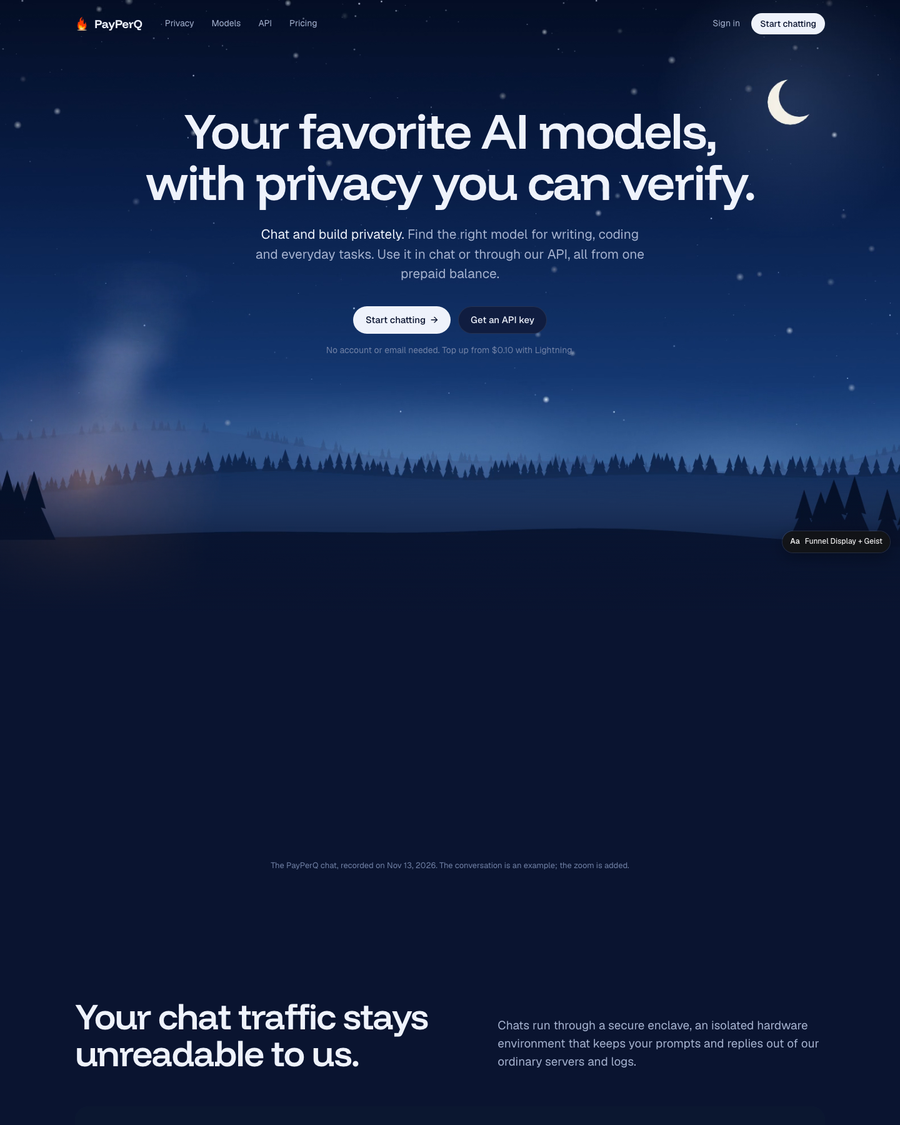 PayPerQ
Privacy
Models
API
Pricing
Sign in
Start chatting
Your favorite AI models,
with privacy you can verify.
Chat and build privately. Find the right model for writing, coding
and everyday tasks. Use it in chat or through our API, all from one
prepaid balance.
Start chatting →
Get an API key
No account or email needed. Top up from $0.10 with Lightning.
Aa Funnel Display + Geist
The PayPerQ chat, recorded on Nov 13, 2026. The conversation is an example; the zoom is added.
Your chat traffic stays
unreadable to us.
Chats run through a secure enclave, an isolated hardware
environment that keeps your prompts and replies out of our
ordinary servers and logs.